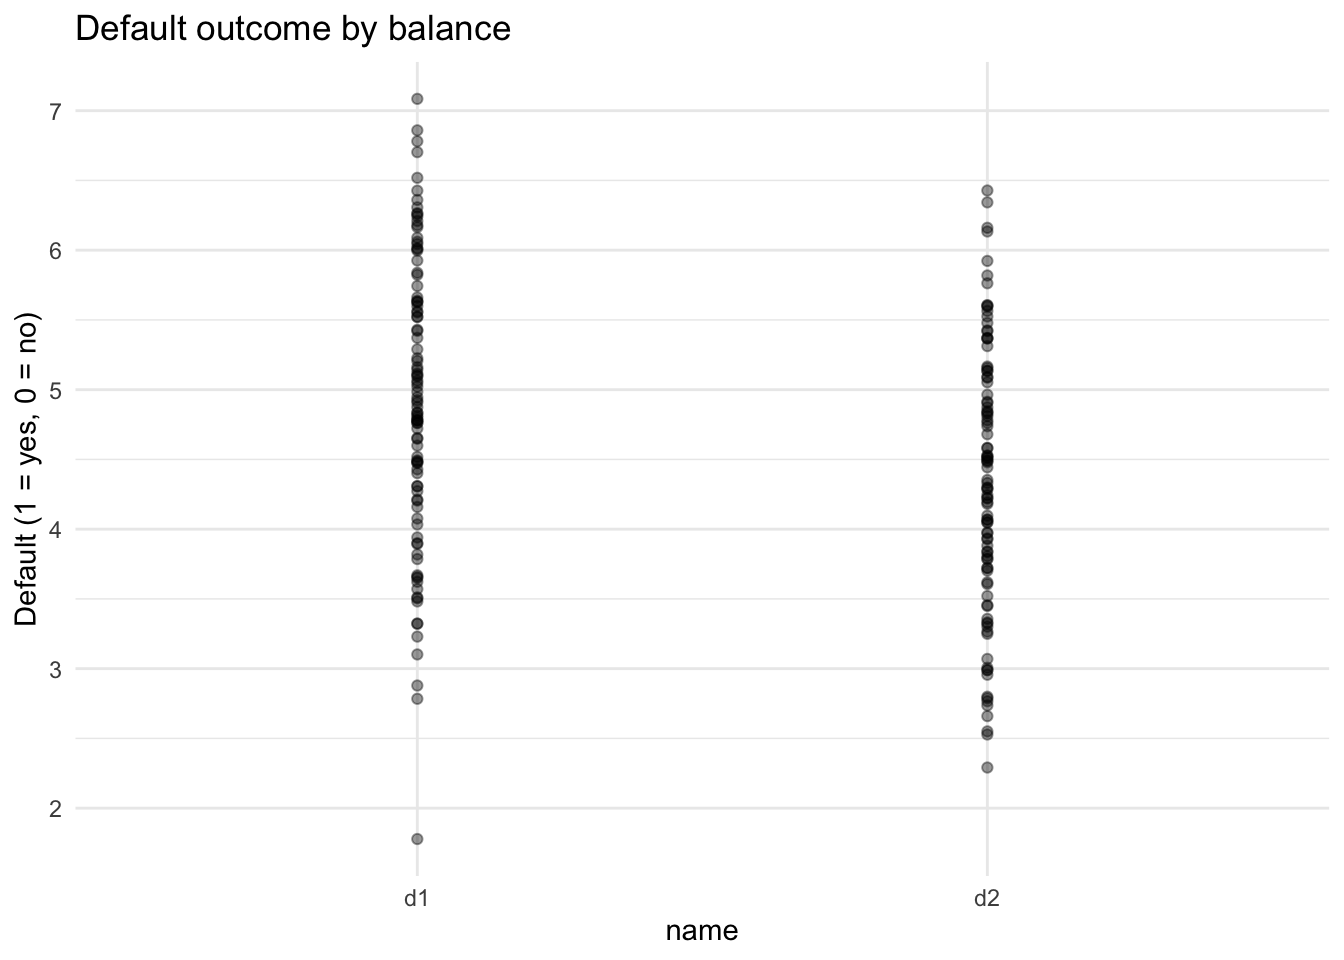 Default outcome by balance
Default (1 = yes, 0 = no)
7
6
5
4
3
2
d1
d2
name